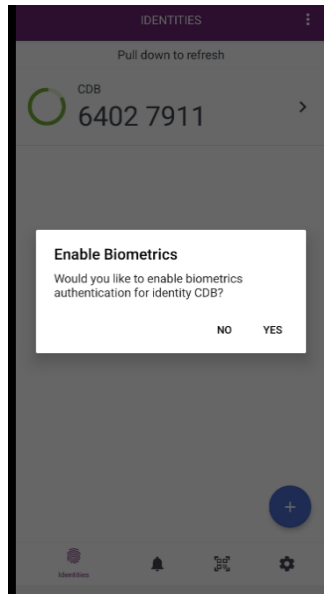 IDENTITIES
Pull down to refresh
CDB
6402 7911
Enable Biometrics
Would you like to enable biometrics
authentication for identity CDB?
NO YES
Identities